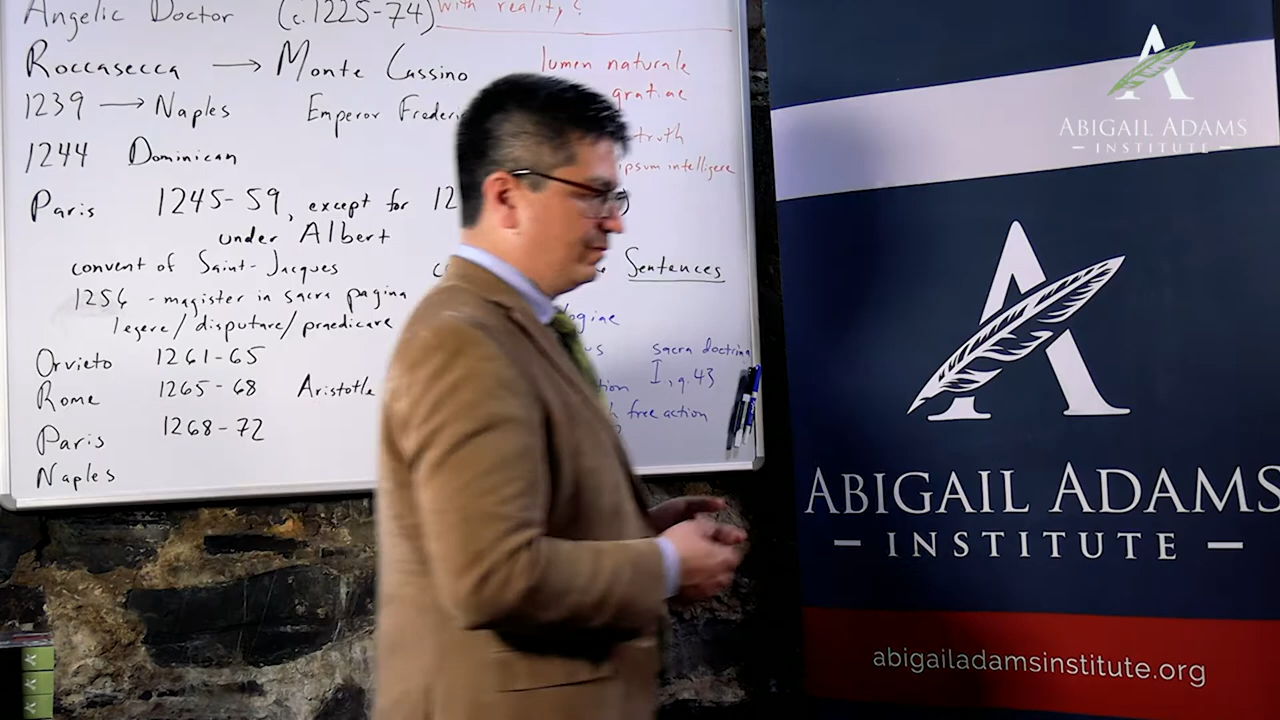 Angelic Doctor (c. 1225-74)
with reality?
Roccasecca → Monte Cassino
1239 → Naples Emperor
1244 Dominican
Paris 1245-59, except for 12
under Albert
convent of Saint-Jacques
1256 - magister in sacra pagina
legere/disputare/praedicare
Orvieto 1261-65
Rome 1265-68 Aristotle
Paris 1268-72
Naples
lumen naturale
gratiae
truth
ipsum intelligere
Sentences
sacra doctrina
I, q. 43
free action
ABIGAIL ADAMS
— INSTITUTE —
ABIGAIL ADAMS
— INSTITUTE —
abigailadamsinstitute.org